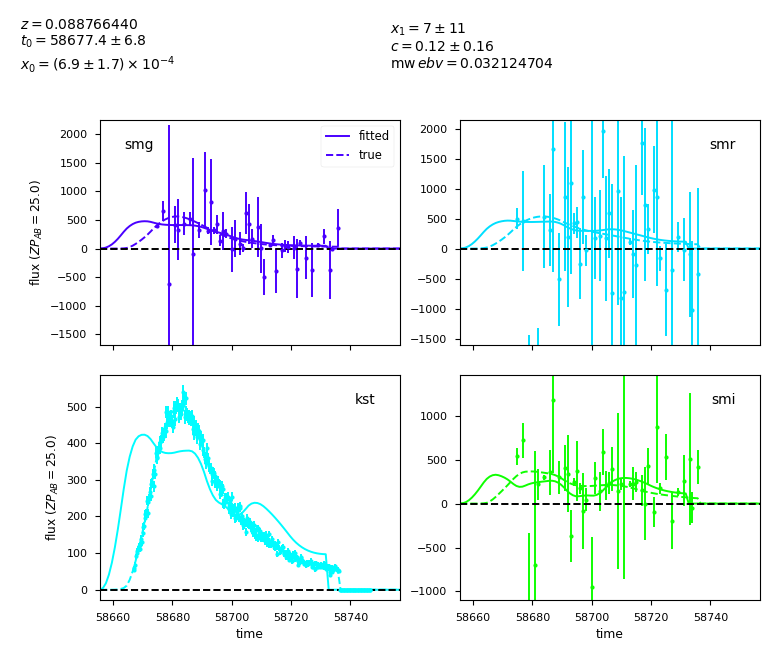 z = 0.088766440
t₀ = 58677.4 ± 6.8
x₀ = (6.9 ± 1.7) × 10⁻⁴
x₁ = 7 ± 11
c = 0.12 ± 0.16
mw ebv = 0.032124704
smg
fitted
true
2000
1500
1000
500
0
−500
−1000
−1500
flux (ZP_AB = 25.0)
smr
2000
1500
1000
500
0
−500
−1000
−1500
kst
500
400
300
200
100
0
flux (ZP_AB = 25.0)
58660 58680 58700 58720 58740
time
smi
1000
500
0
−500
−1000
58660 58680 58700 58720 58740
time